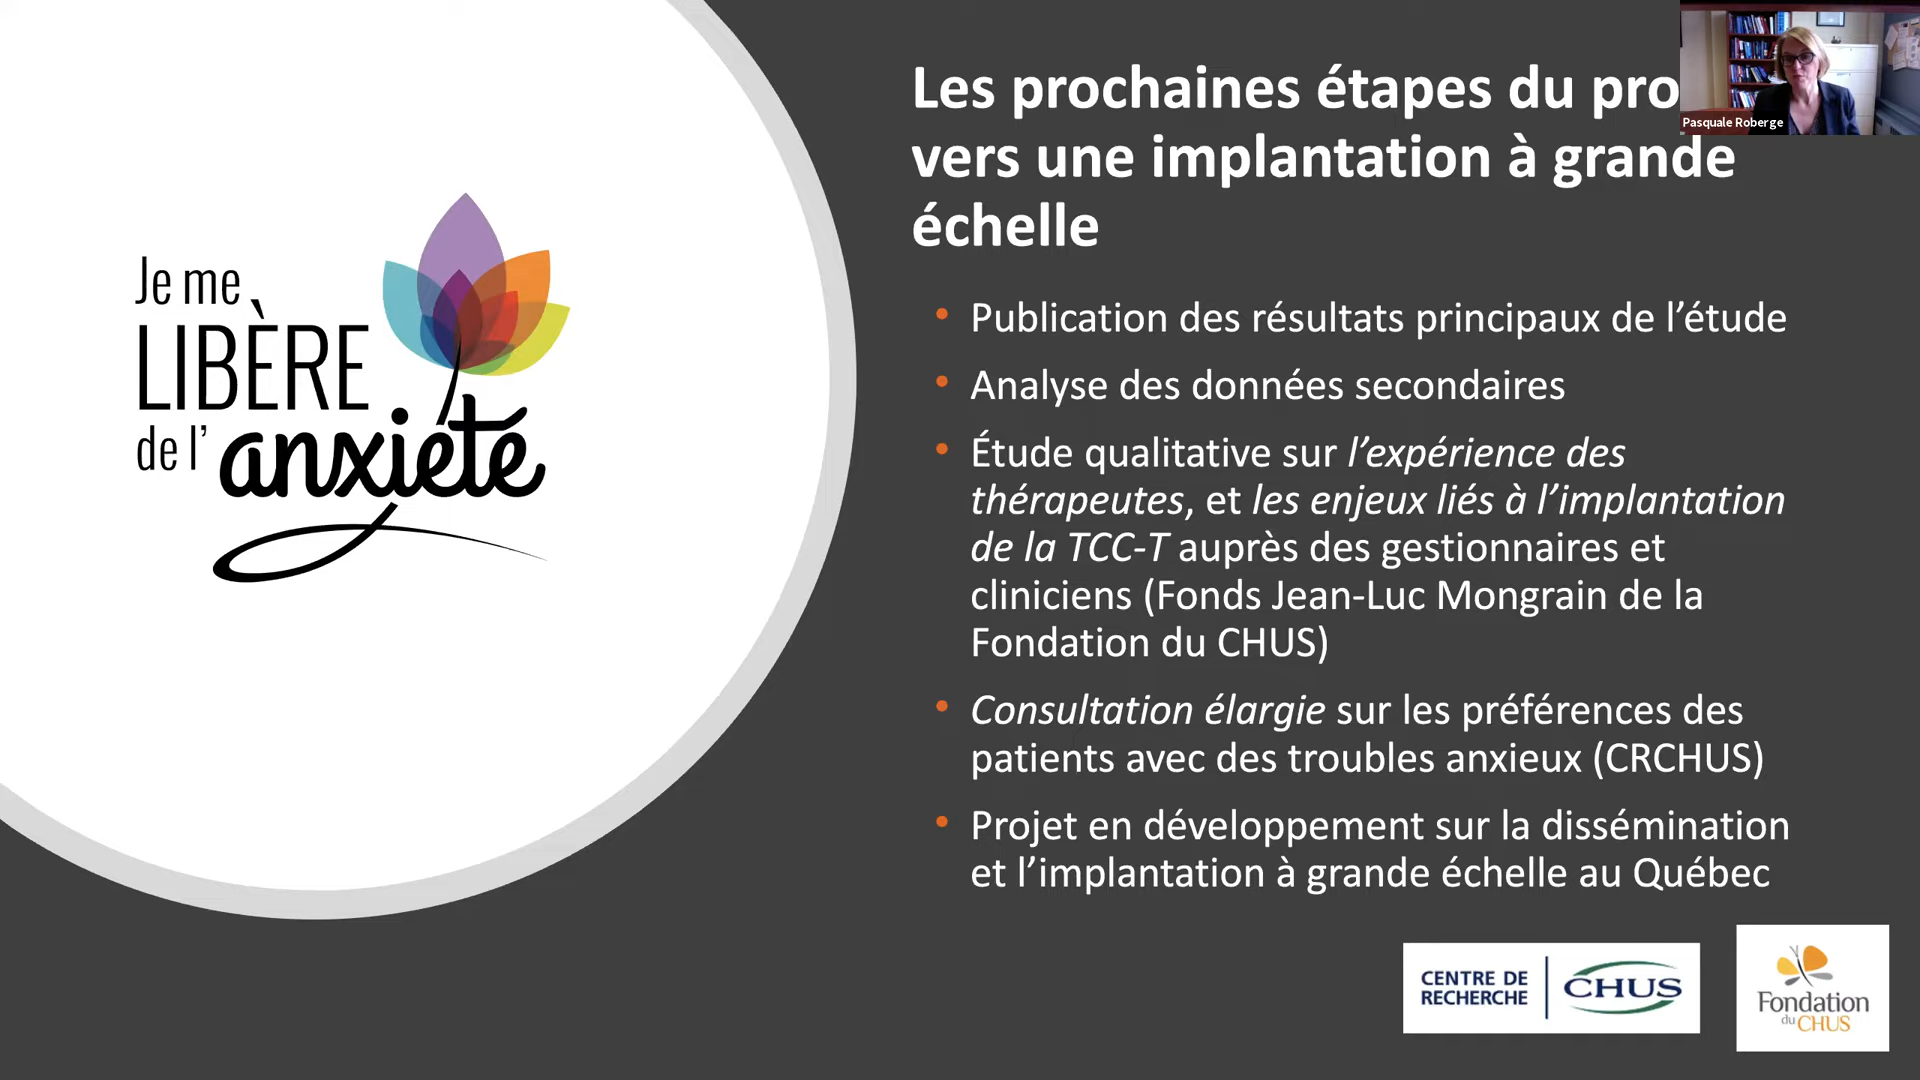 Je me
LIBÈRE
de l'anxiété
Les prochaines étapes du pro
vers une implantation à grande
échelle
Pasquale Roberge
• Publication des résultats principaux de l’étude
• Analyse des données secondaires
• Étude qualitative sur l’expérience des
thérapeutes, et les enjeux liés à l’implantation
de la TCC-T auprès des gestionnaires et
cliniciens (Fonds Jean-Luc Mongrain de la
Fondation du CHUS)
• Consultation élargie sur les préférences des
patients avec des troubles anxieux (CRCHUS)
• Projet en développement sur la dissémination
et l’implantation à grande échelle au Québec
CENTRE DE
RECHERCHE
CHUS
Fondation
du CHUS